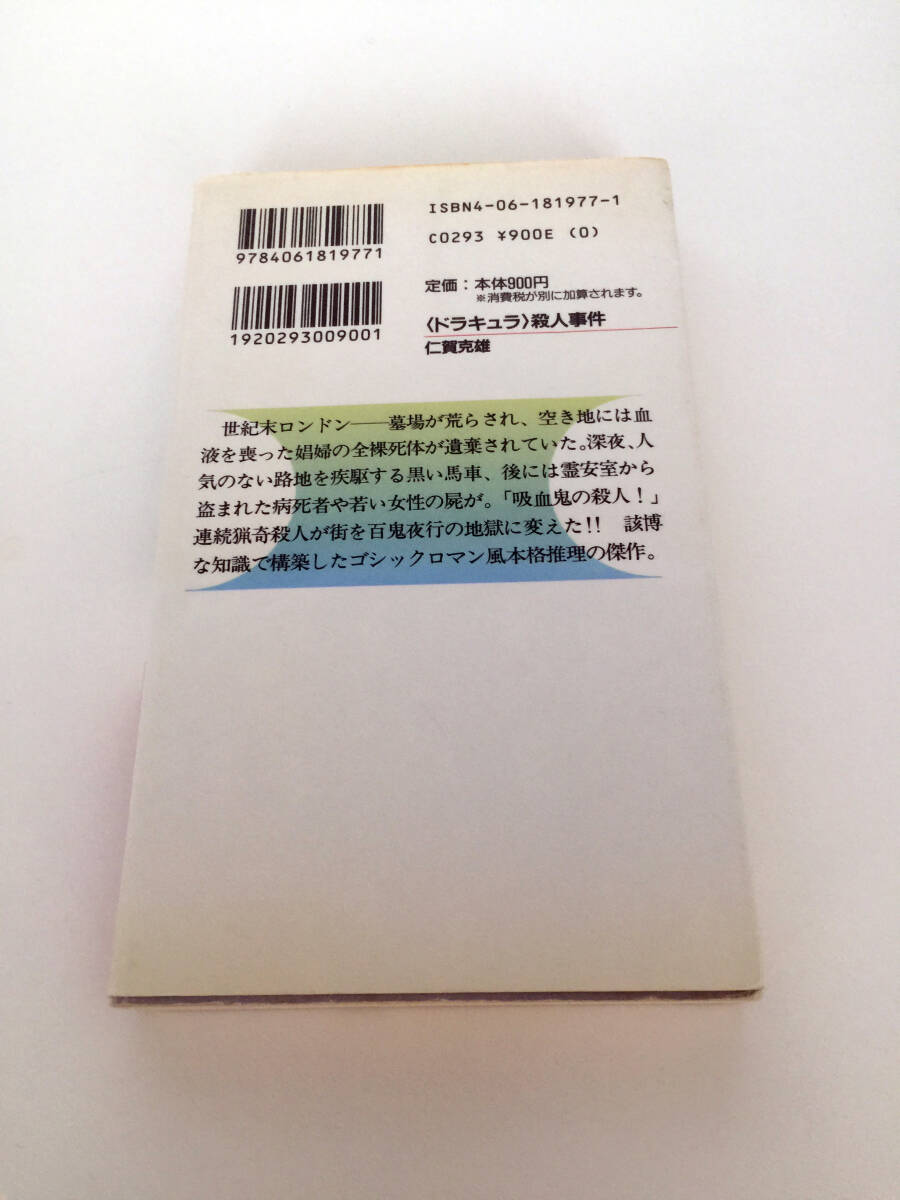 ISBN4-06-181977-1
C0293 ¥900E (0)
9784061819771
1920293009001
定価：本体900円
※消費税が別に加算されます。
〈ドラキュラ〉殺人事件
仁賀克雄
世紀末ロンドン――墓場が荒らされ、空き地には血
液を喪った娼婦の全裸死体が遺棄されていた。深夜、人
気のない路地を疾駆する黒い馬車、後には霊安室から
盗まれた病死者や若い女性の屍が。「吸血鬼の殺人！」
連続猟奇殺人が街を百鬼夜行の地獄に変えた!!　該博
な知識で構築したゴシックロマン風本格推理の傑作。